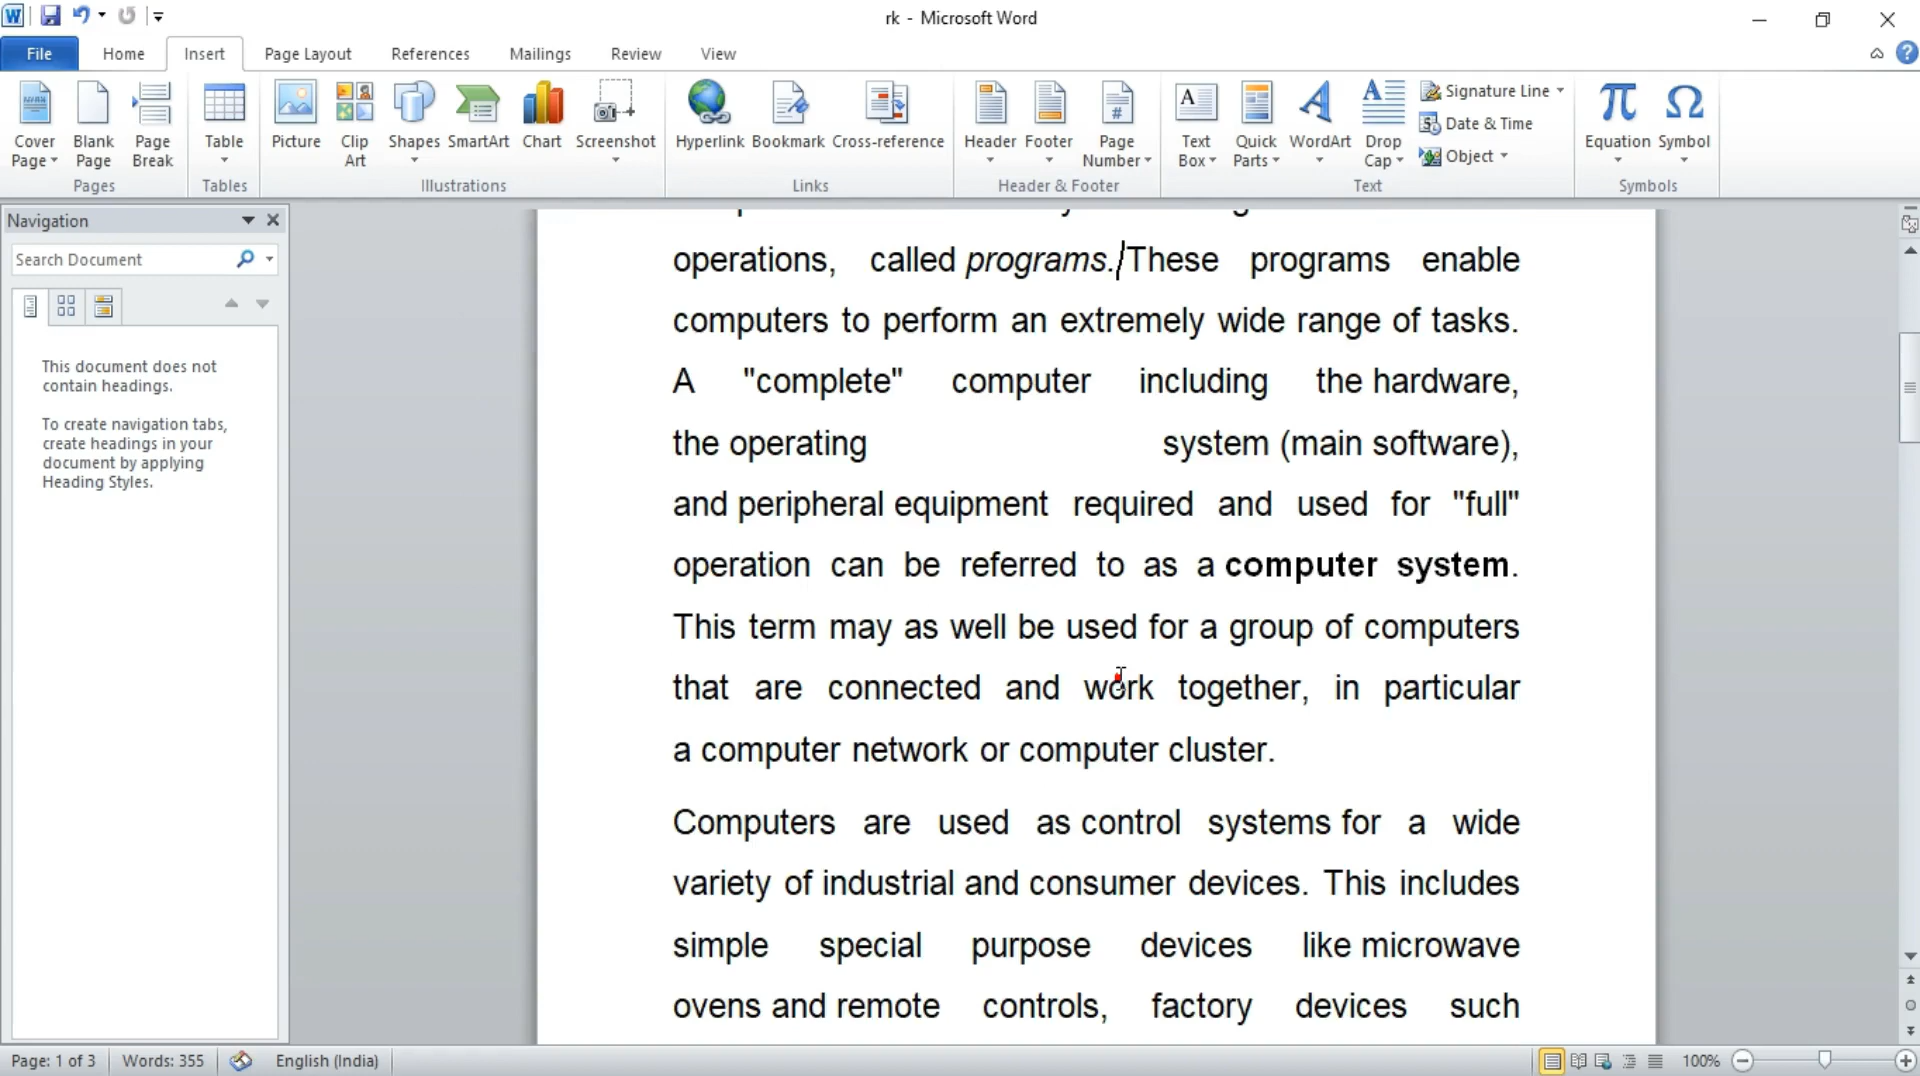 rk - Microsoft Word
File Home Insert Page Layout References Mailings Review View
Cover Page Blank Page Page Break Table Picture Clip Art Shapes SmartArt Chart Screenshot Hyperlink Bookmark Cross-reference Header Footer Page Number Text Box Quick Parts WordArt Drop Cap Signature Line Date & Time Object Equation Symbol
Pages Tables Illustrations Links Header & Footer Text Symbols
Navigation
Search Document
This document does not
contain headings.
To create navigation tabs,
create headings in your
document by applying
Heading Styles.
operations, called programs. These programs enable
computers to perform an extremely wide range of tasks.
A "complete" computer including the hardware,
the operating system (main software),
and peripheral equipment required and used for "full"
operation can be referred to as a computer system.
This term may as well be used for a group of computers
that are connected and work together, in particular
a computer network or computer cluster.
Computers are used as control systems for a wide
variety of industrial and consumer devices. This includes
simple special purpose devices like microwave
ovens and remote controls, factory devices such
Page: 1 of 3 Words: 355 English (India) 100%